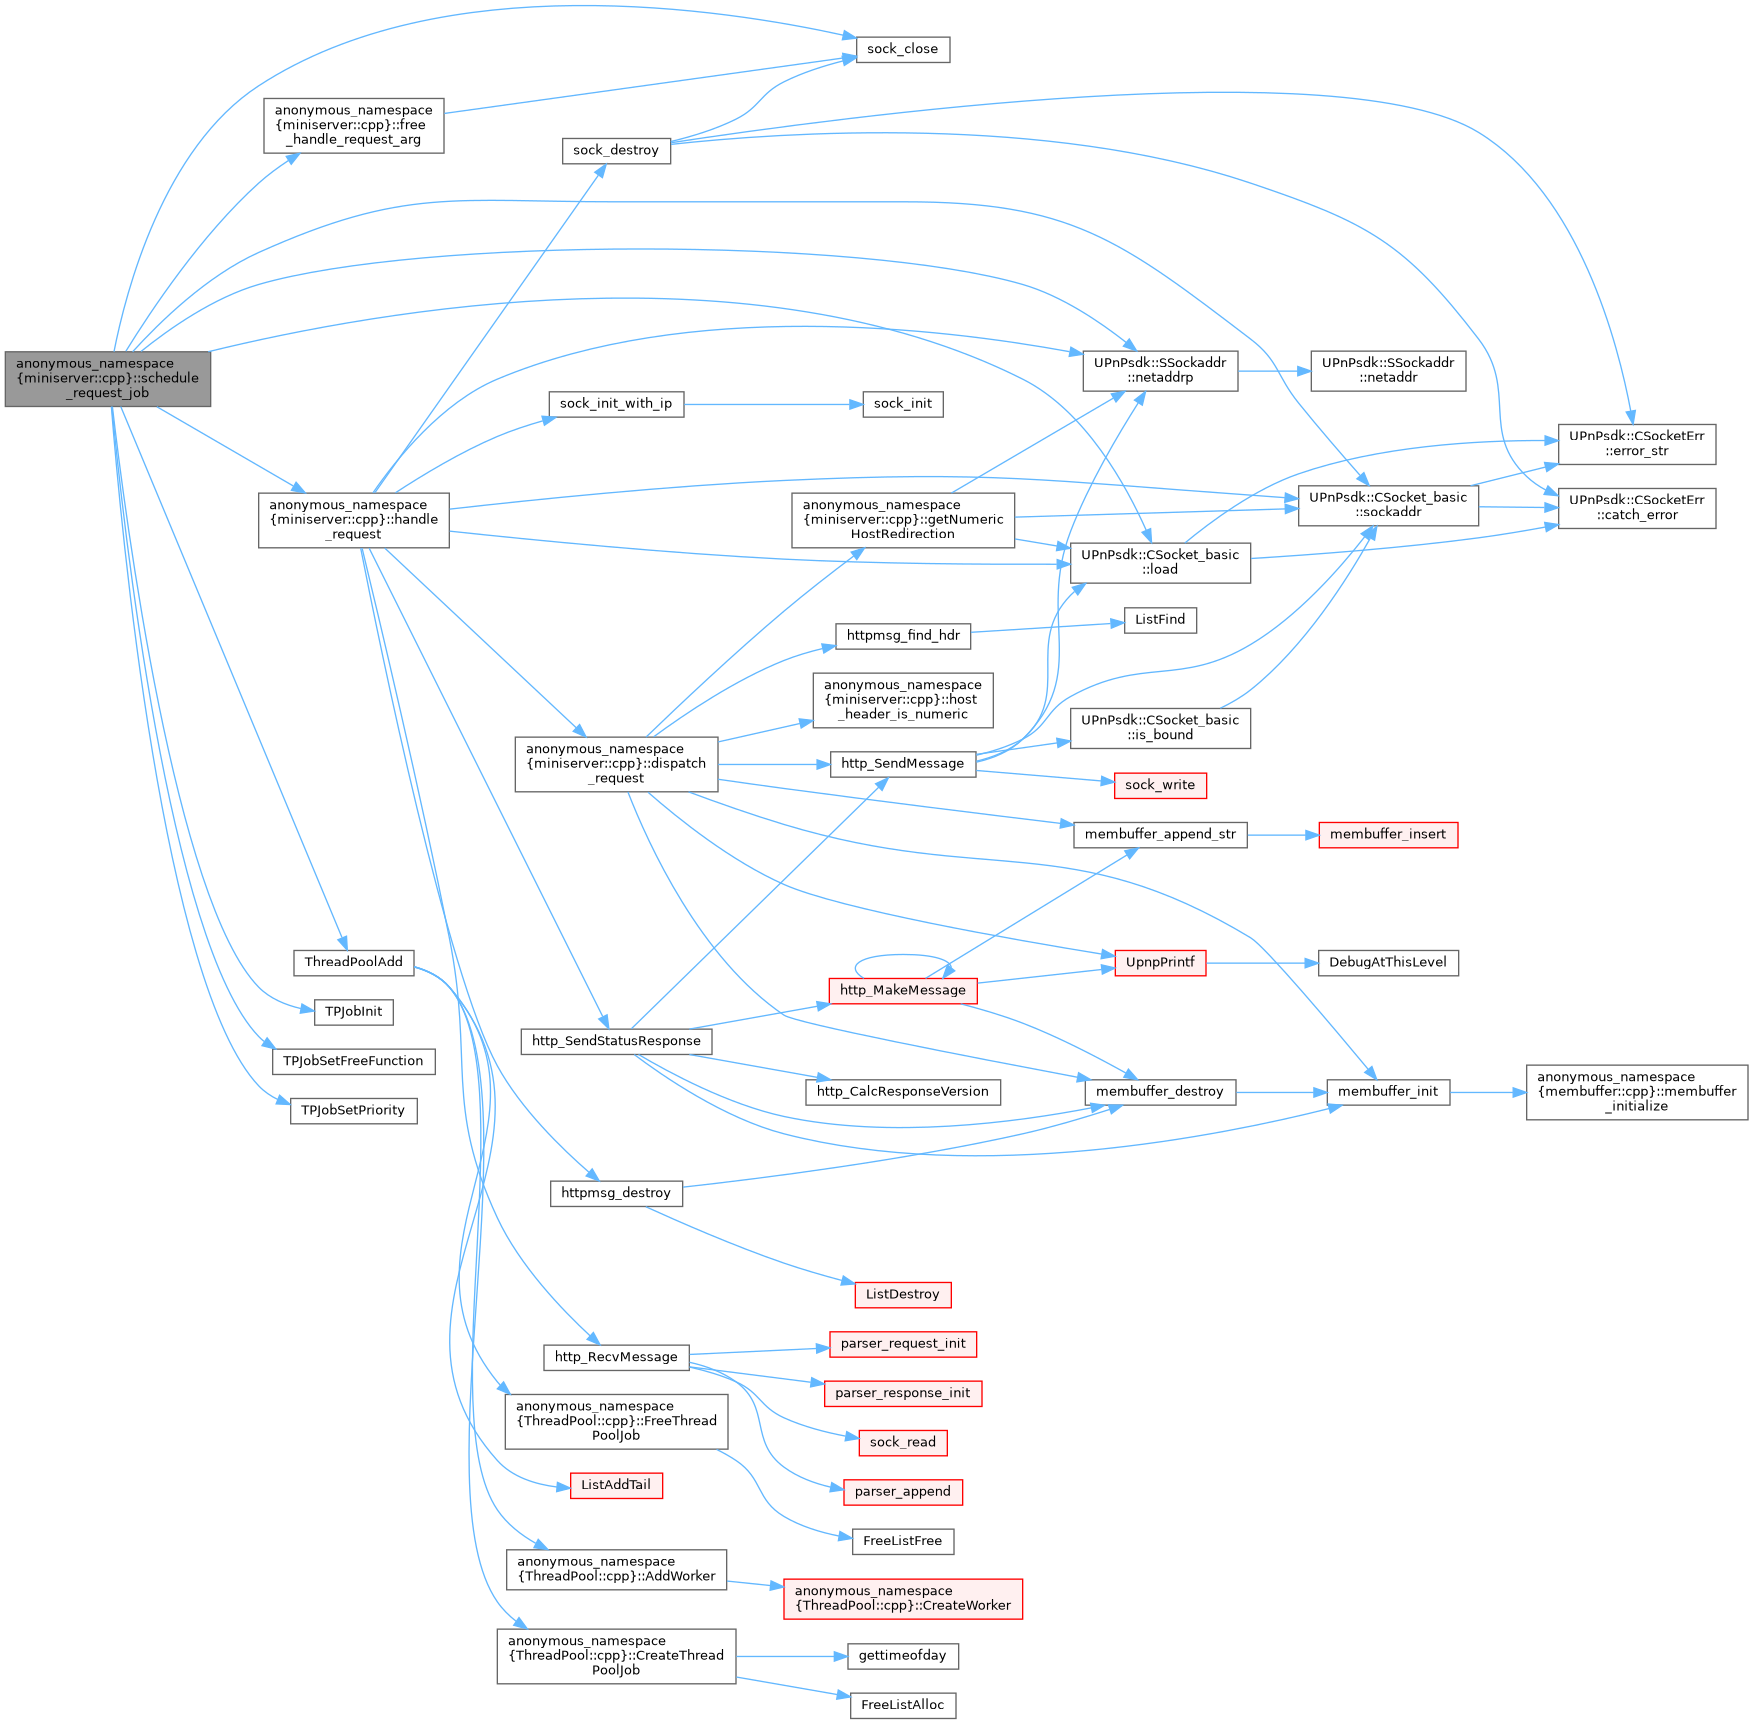 sock_close
anonymous_namespace
{miniserver::cpp}::free
_handle_request_arg
sock_destroy
anonymous_namespace
{miniserver::cpp}::schedule
_request_job
UPnPsdk::SSockaddr
::netaddrp
UPnPsdk::SSockaddr
::netaddr
sock_init_with_ip
sock_init
UPnPsdk::CSocketErr
::error_str
anonymous_namespace
{miniserver::cpp}::handle
_request
anonymous_namespace
{miniserver::cpp}::getNumeric
HostRedirection
UPnPsdk::CSocket_basic
::sockaddr
UPnPsdk::CSocketErr
::catch_error
UPnPsdk::CSocket_basic
::load
ListFind
httpmsg_find_hdr
anonymous_namespace
{miniserver::cpp}::host
_header_is_numeric
UPnPsdk::CSocket_basic
::is_bound
anonymous_namespace
{miniserver::cpp}::dispatch
_request
http_SendMessage
sock_write
membuffer_append_str
membuffer_insert
ThreadPoolAdd
UpnpPrintf
DebugAtThisLevel
http_MakeMessage
TPJobInit
http_SendStatusResponse
TPJobSetFreeFunction
http_CalcResponseVersion
membuffer_destroy
membuffer_init
anonymous_namespace
{membuffer::cpp}::membuffer
_initialize
TPJobSetPriority
httpmsg_destroy
ListDestroy
parser_request_init
http_RecvMessage
parser_response_init
anonymous_namespace
{ThreadPool::cpp}::FreeThread
PoolJob
sock_read
ListAddTail
parser_append
FreeListFree
anonymous_namespace
{ThreadPool::cpp}::AddWorker
anonymous_namespace
{ThreadPool::cpp}::CreateWorker
anonymous_namespace
{ThreadPool::cpp}::CreateThread
PoolJob
gettimeofday
FreeListAlloc